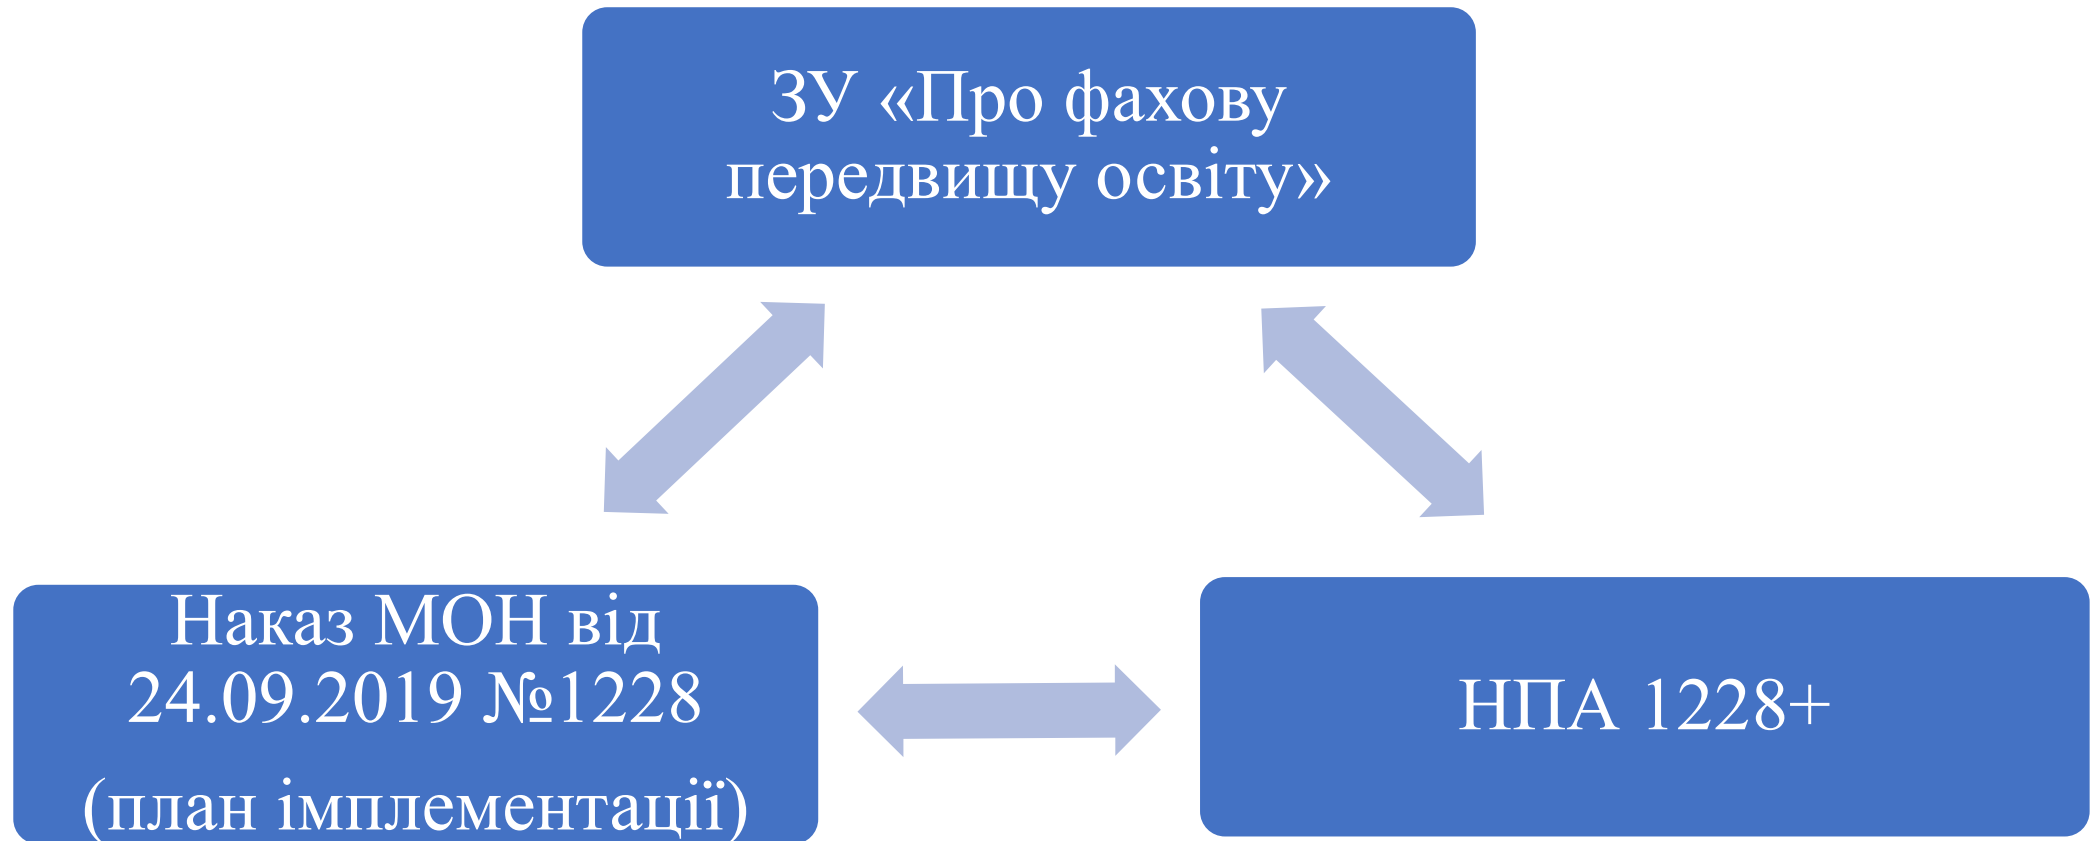 ЗУ «Про фахову
передвищу освіту»
Наказ МОН від
24.09.2019 №1228
(план імплементації)
НПА 1228+